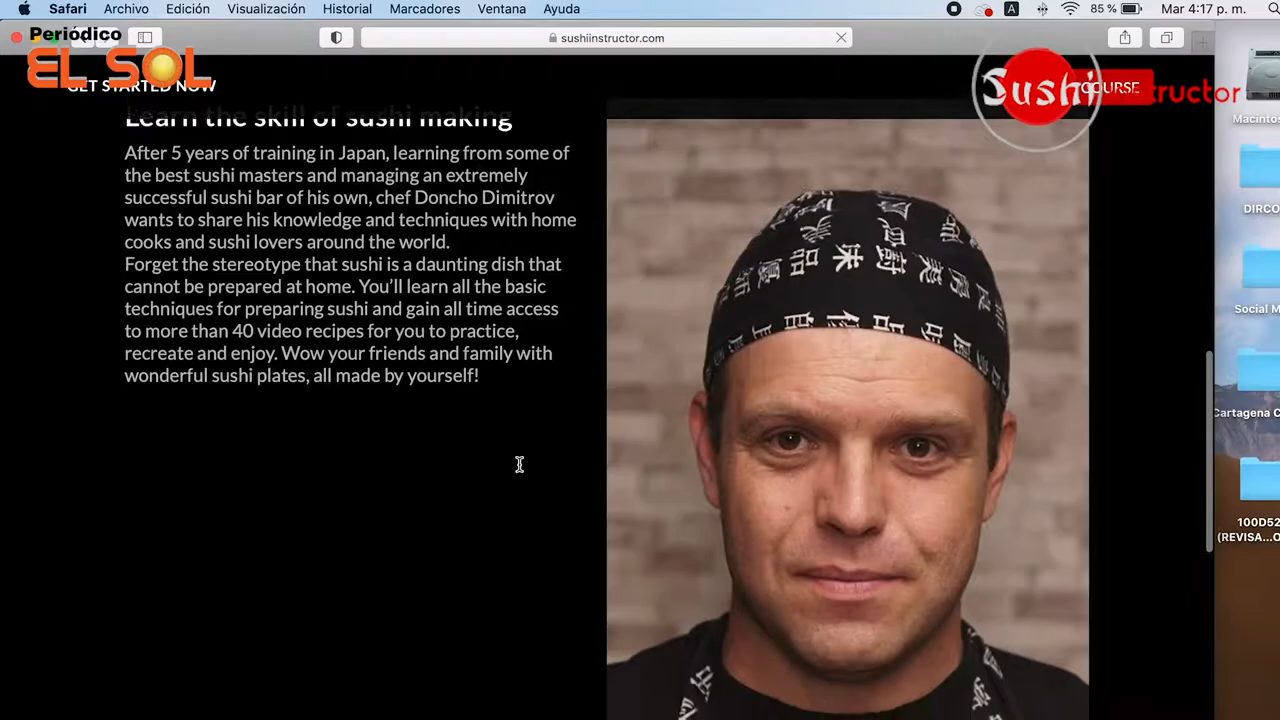 Safari Archivo Edición Visualización Historial Marcadores Ventana Ayuda
A 85 % Mar 4:17 p. m.
Periódico
EL SOL
sushiinstructor.com
GET STARTED NOW
COURSE
Sushi
Macintos
DIRCO
Social M
Cartagena C
100D52
(REVISA...O
Learn the skill of sushi making
After 5 years of training in Japan, learning from some of
the best sushi masters and managing an extremely
successful sushi bar of his own, chef Doncho Dimitrov
wants to share his knowledge and techniques with home
cooks and sushi lovers around the world.
Forget the stereotype that sushi is a daunting dish that
cannot be prepared at home. You’ll learn all the basic
techniques for preparing sushi and gain all time access
to more than 40 video recipes for you to practice,
recreate and enjoy. Wow your friends and family with
wonderful sushi plates, all made by yourself!